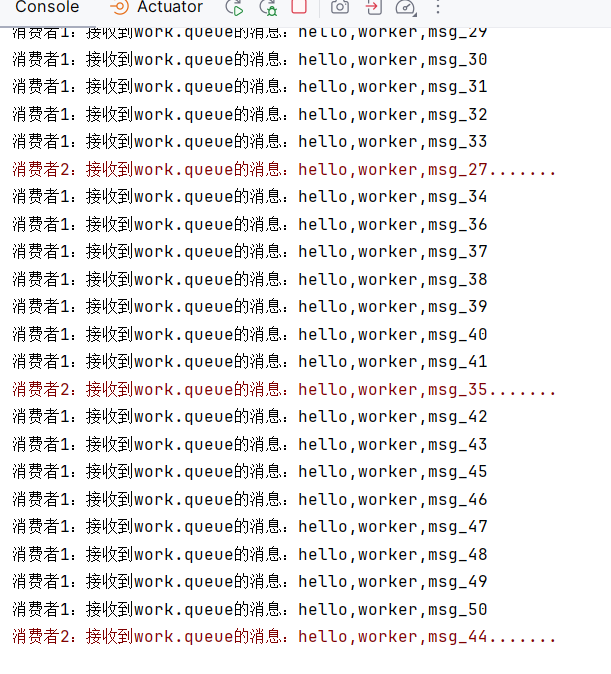 Console Actuator
消费者1：接收到work.queue的消息：hello,worker,msg_29
消费者1：接收到work.queue的消息：hello,worker,msg_30
消费者1：接收到work.queue的消息：hello,worker,msg_31
消费者1：接收到work.queue的消息：hello,worker,msg_32
消费者1：接收到work.queue的消息：hello,worker,msg_33
消费者2：接收到work.queue的消息：hello,worker,msg_27.......
消费者1：接收到work.queue的消息：hello,worker,msg_34
消费者1：接收到work.queue的消息：hello,worker,msg_36
消费者1：接收到work.queue的消息：hello,worker,msg_37
消费者1：接收到work.queue的消息：hello,worker,msg_38
消费者1：接收到work.queue的消息：hello,worker,msg_39
消费者1：接收到work.queue的消息：hello,worker,msg_40
消费者1：接收到work.queue的消息：hello,worker,msg_41
消费者2：接收到work.queue的消息：hello,worker,msg_35.......
消费者1：接收到work.queue的消息：hello,worker,msg_42
消费者1：接收到work.queue的消息：hello,worker,msg_43
消费者1：接收到work.queue的消息：hello,worker,msg_45
消费者1：接收到work.queue的消息：hello,worker,msg_46
消费者1：接收到work.queue的消息：hello,worker,msg_47
消费者1：接收到work.queue的消息：hello,worker,msg_48
消费者1：接收到work.queue的消息：hello,worker,msg_49
消费者1：接收到work.queue的消息：hello,worker,msg_50
消费者2：接收到work.queue的消息：hello,worker,msg_44.......